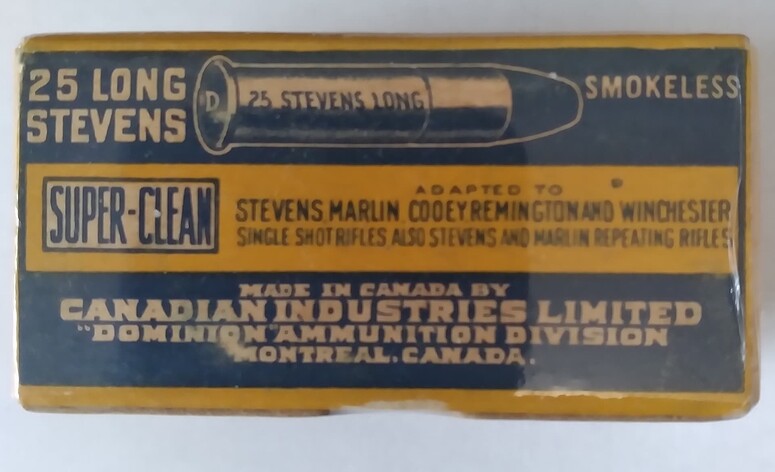 25 LONG
STEVENS
D
25 STEVENS LONG
SMOKELESS
SUPER-CLEAN
ADAPTED TO
STEVENS, MARLIN, COOEY REMINGTON AND WINCHESTER
SINGLE SHOT RIFLES, ALSO STEVENS AND MARLIN REPEATING RIFLES
MADE IN CANADA BY
CANADIAN INDUSTRIES LIMITED
"DOMINION" AMMUNITION DIVISION
MONTREAL, CANADA.